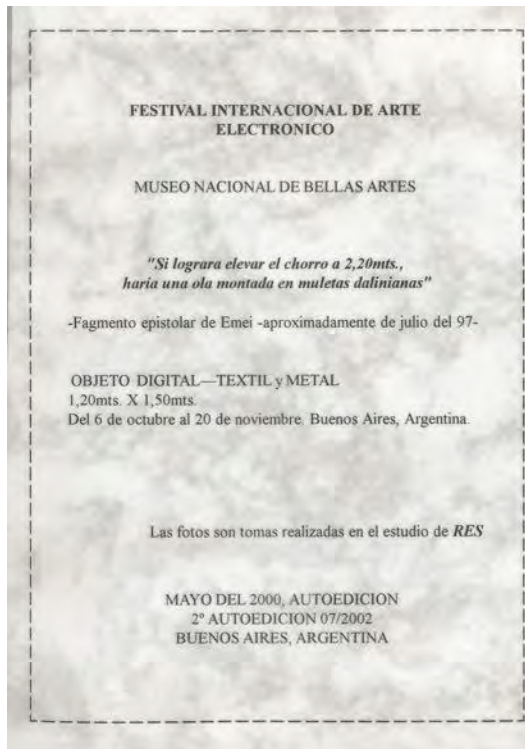 FESTIVAL INTERNACIONAL DE ARTE
ELECTRONICO
MUSEO NACIONAL DE BELLAS ARTES
"Si lograra elevar el chorro a 2,20mts.,
haria una ola montada en muletas dalinianas"
-Fagmento epistolar de Emei -aproximadamente de julio del 97-
OBJETO DIGITAL—TEXTIL y METAL
1,20mts. X 1,50mts.
Del 6 de octubre al 20 de noviembre. Buenos Aires, Argentina.
Las fotos son tomas realizadas en el estudio de RES
MAYO DEL 2000, AUTOEDICION
2º AUTOEDICION 07/2002
BUENOS AIRES, ARGENTINA